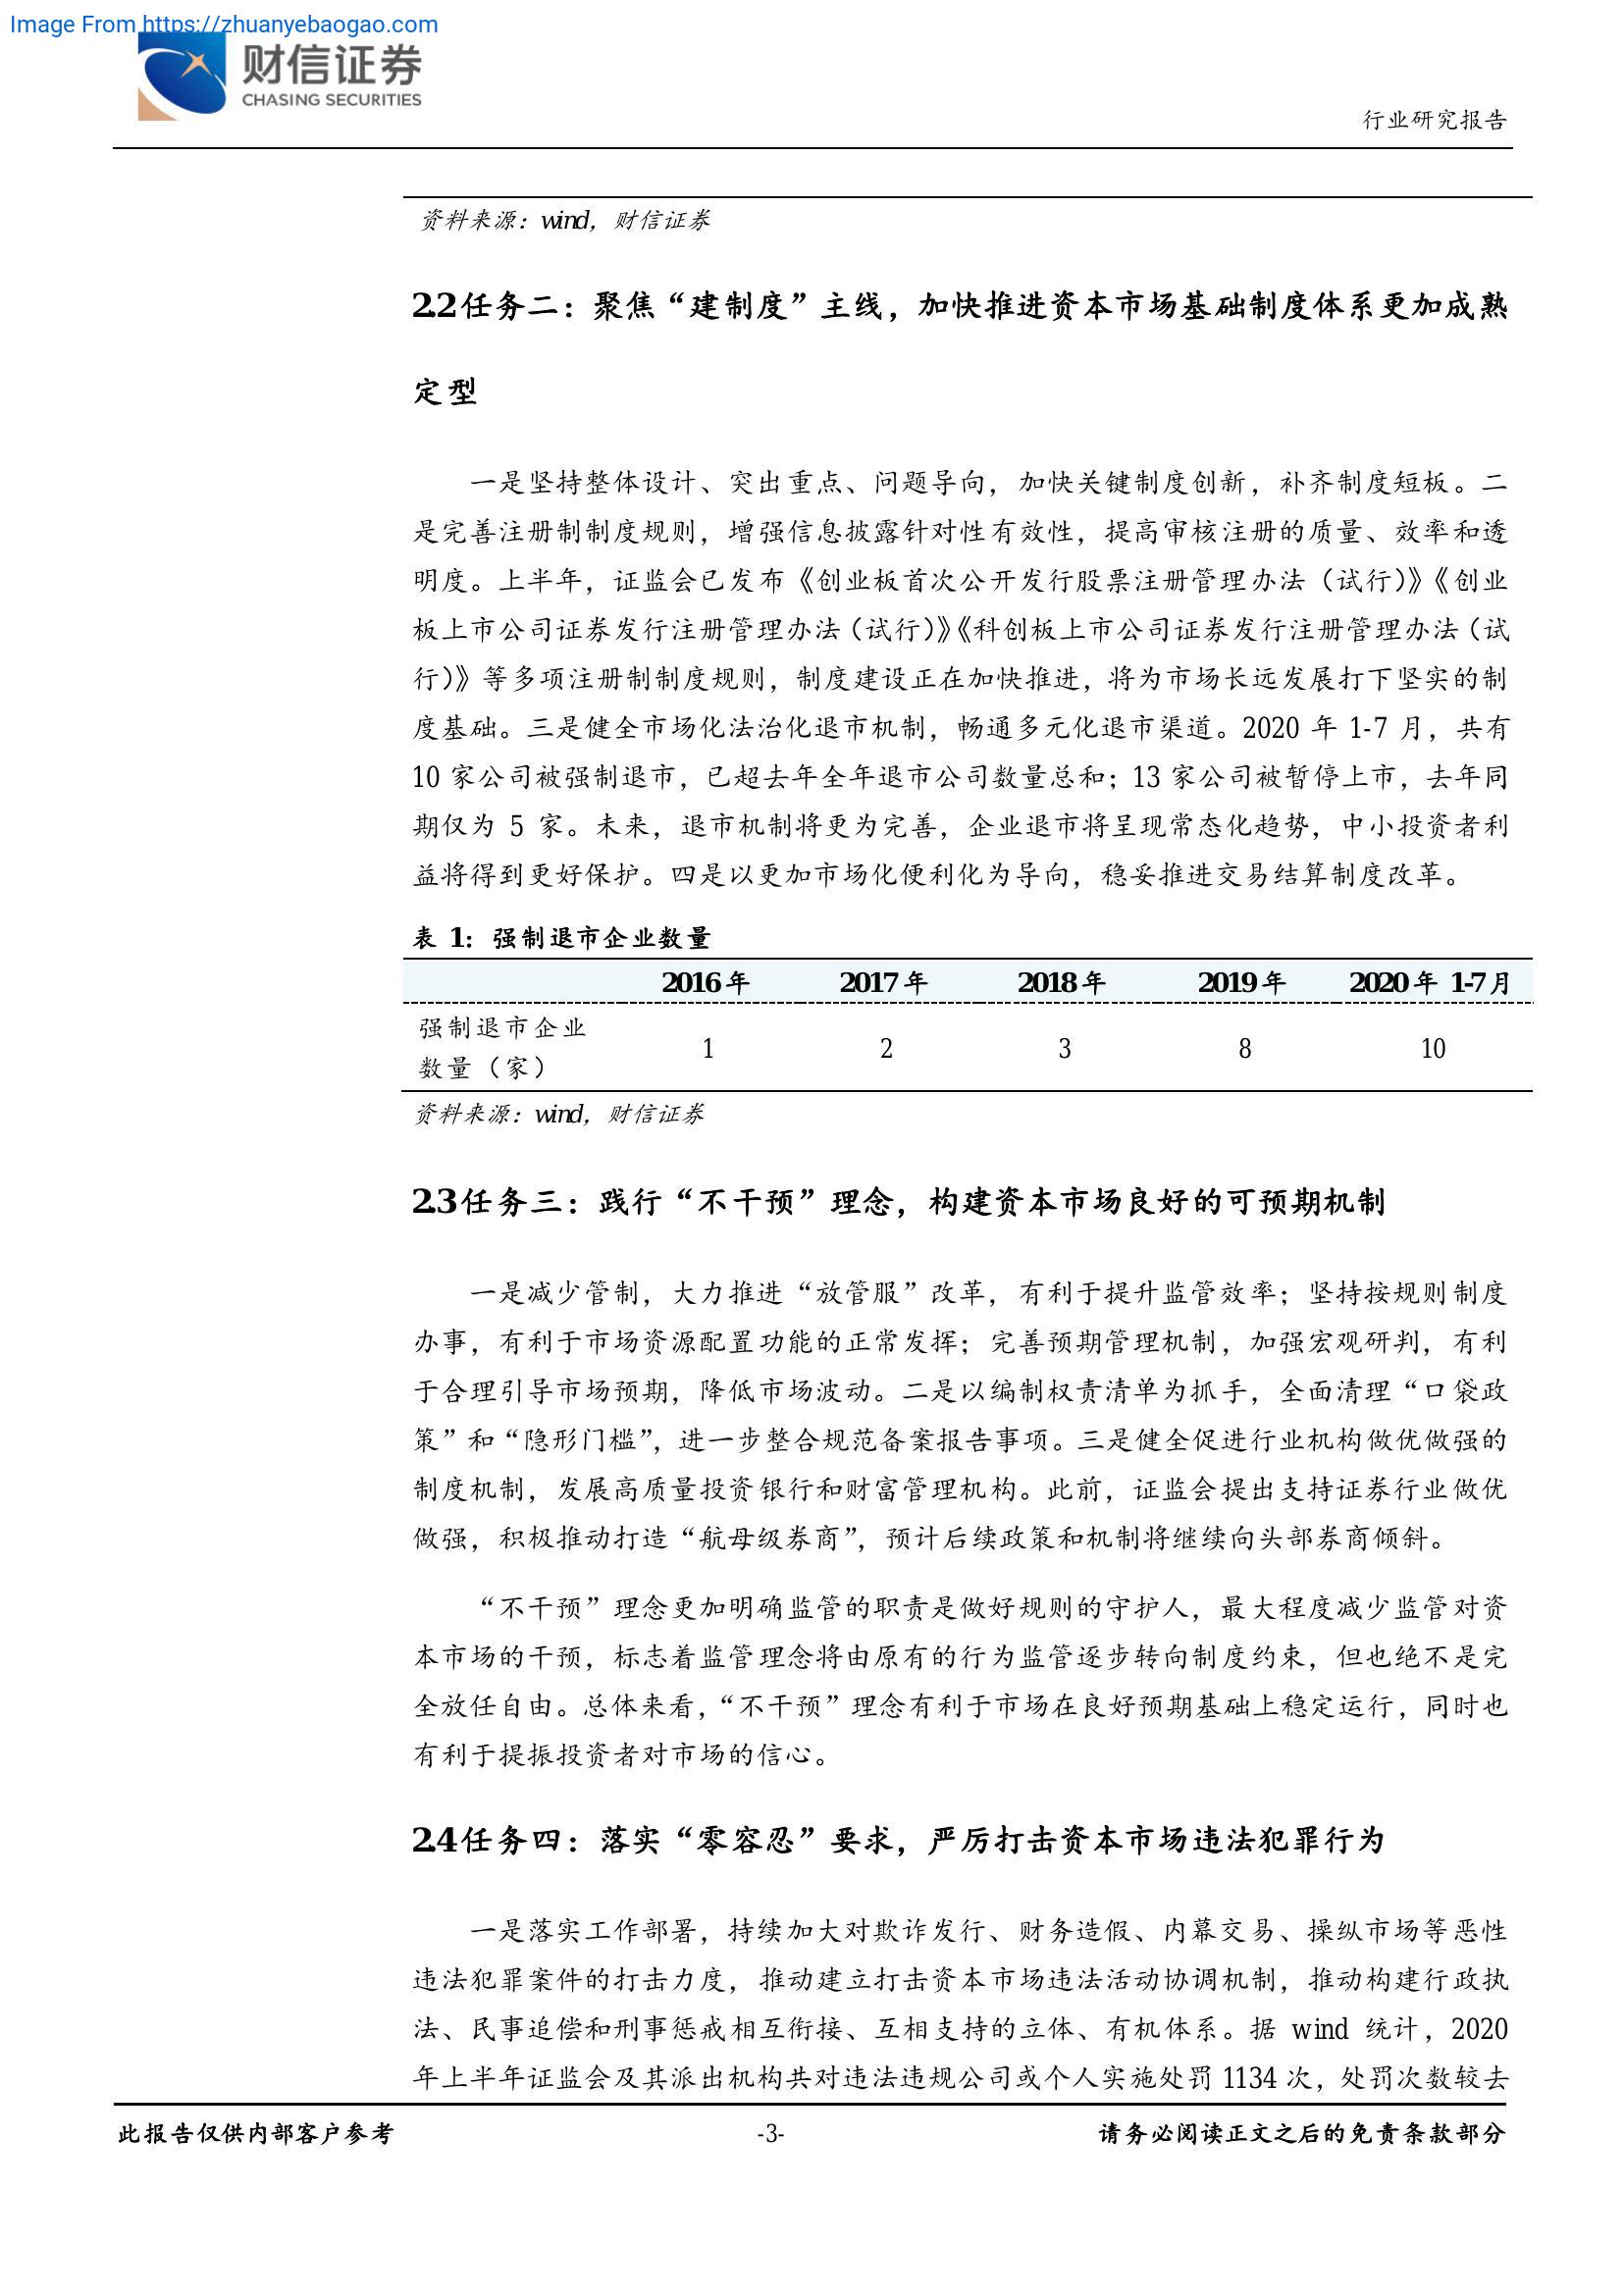 Image From https://zhuanyebaogao.com
财信证券
CHASING SECURITIES
行业研究报告
资料来源：wind，财信证券
2.2 任务二：聚焦“建制度”主线，加快推进资本市场基础制度体系更加成熟
定型
一是坚持整体设计、突出重点、问题导向，加快关键制度创新，补齐制度短板。二
是完善注册制制度规则，增强信息披露针对性有效性，提高审核注册的质量、效率和透
明度。上半年，证监会已发布《创业板首次公开发行股票注册管理办法（试行）》《创业
板上市公司证券发行注册管理办法（试行）》《科创板上市公司证券发行注册管理办法（试
行）》等多项注册制制度规则，制度建设正在加快推进，将为市场长远发展打下坚实的制
度基础。三是健全市场化法治化退市机制，畅通多元化退市渠道。2020 年 1-7 月，共有
10 家公司被强制退市，已超去年全年退市公司数量总和；13 家公司被暂停上市，去年同
期仅为 5 家。未来，退市机制将更为完善，企业退市将呈现常态化趋势，中小投资者利
益将得到更好保护。四是以更加市场化便利化为导向，稳妥推进交易结算制度改革。
表 1：强制退市企业数量
2016 年 2017 年 2018 年 2019 年 2020 年 1-7 月
强制退市企业
数量（家） 1 2 3 8 10
资料来源：wind，财信证券
2.3 任务三：践行“不干预”理念，构建资本市场良好的可预期机制
一是减少管制，大力推进“放管服”改革，有利于提升监管效率；坚持按规则制度
办事，有利于市场资源配置功能的正常发挥；完善预期管理机制，加强宏观研判，有利
于合理引导市场预期，降低市场波动。二是以编制权责清单为抓手，全面清理“口袋政
策”和“隐形门槛”，进一步整合规范备案报告事项。三是健全促进行业机构做优做强的
制度机制，发展高质量投资银行和财富管理机构。此前，证监会提出支持证券行业做优
做强，积极推动打造“航母级券商”，预计后续政策和机制将继续向头部券商倾斜。
“不干预”理念更加明确监管的职责是做好规则的守护人，最大程度减少监管对资
本市场的干预，标志着监管理念将由原有的行为监管逐步转向制度约束，但也绝不是完
全放任自由。总体来看，“不干预”理念有利于市场在良好预期基础上稳定运行，同时也
有利于提振投资者对市场的信心。
2.4 任务四：落实“零容忍”要求，严厉打击资本市场违法犯罪行为
一是落实工作部署，持续加大对欺诈发行、财务造假、内幕交易、操纵市场等恶性
违法犯罪案件的打击力度，推动建立打击资本市场违法活动协调机制，推动构建行政执
法、民事追偿和刑事惩戒相互衔接、互相支持的立体、有机体系。据 wind 统计，2020
年上半年证监会及其派出机构共对违法违规公司或个人实施处罚 1134 次，处罚次数较去
此报告仅供内部客户参考 -3- 请务必阅读正文之后的免责条款部分